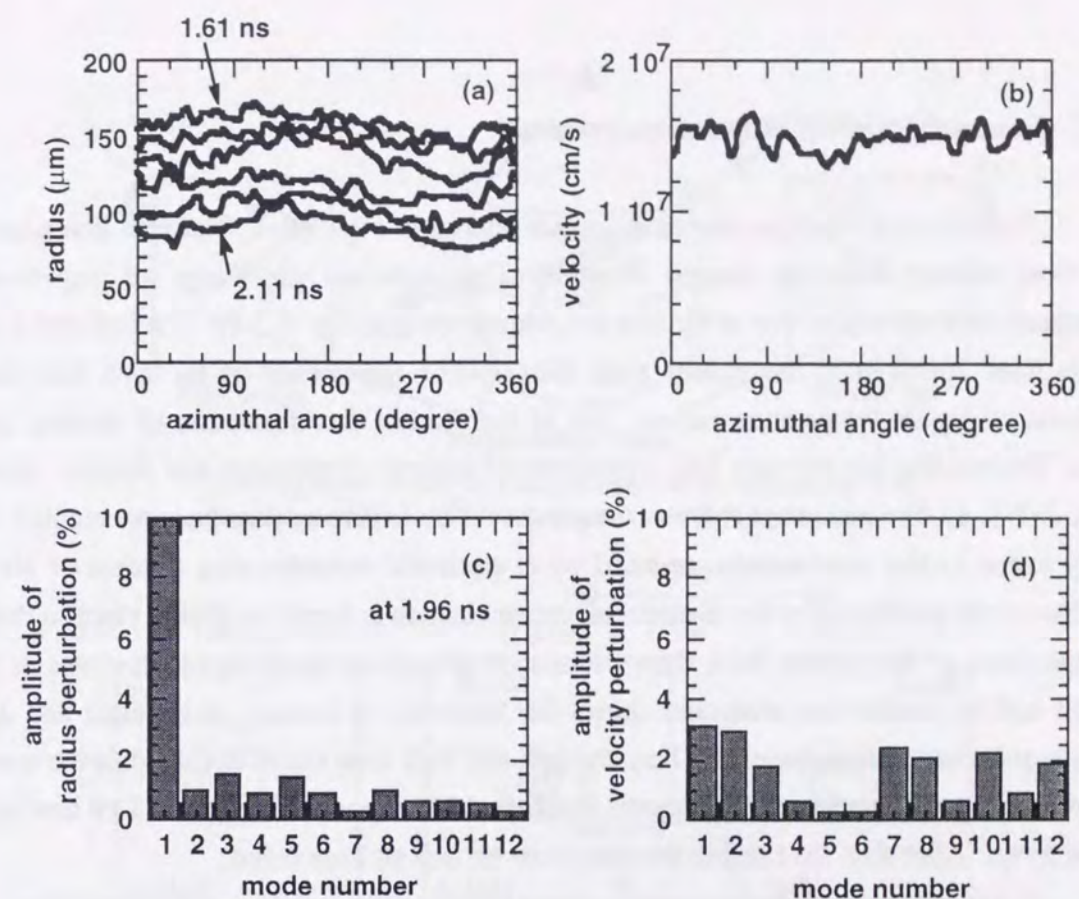 1.61 ns
200
150
100
50
0
radius (μm)
(a)
2.11 ns
0 90 180 270 360
azimuthal angle (degree)
2 10⁷
1 10⁷
0
velocity (cm/s)
(b)
0 90 180 270 360
azimuthal angle (degree)
10
8
6
4
2
0
amplitude of
radius perturbation (%)
(c)
at 1.96 ns
1 2 3 4 5 6 7 8 9 10 11 12
mode number
10
8
6
4
2
0
amplitude of
velocity perturbation (%)
(d)
1 2 3 4 5 6 7 8 9 10 11 12
mode number